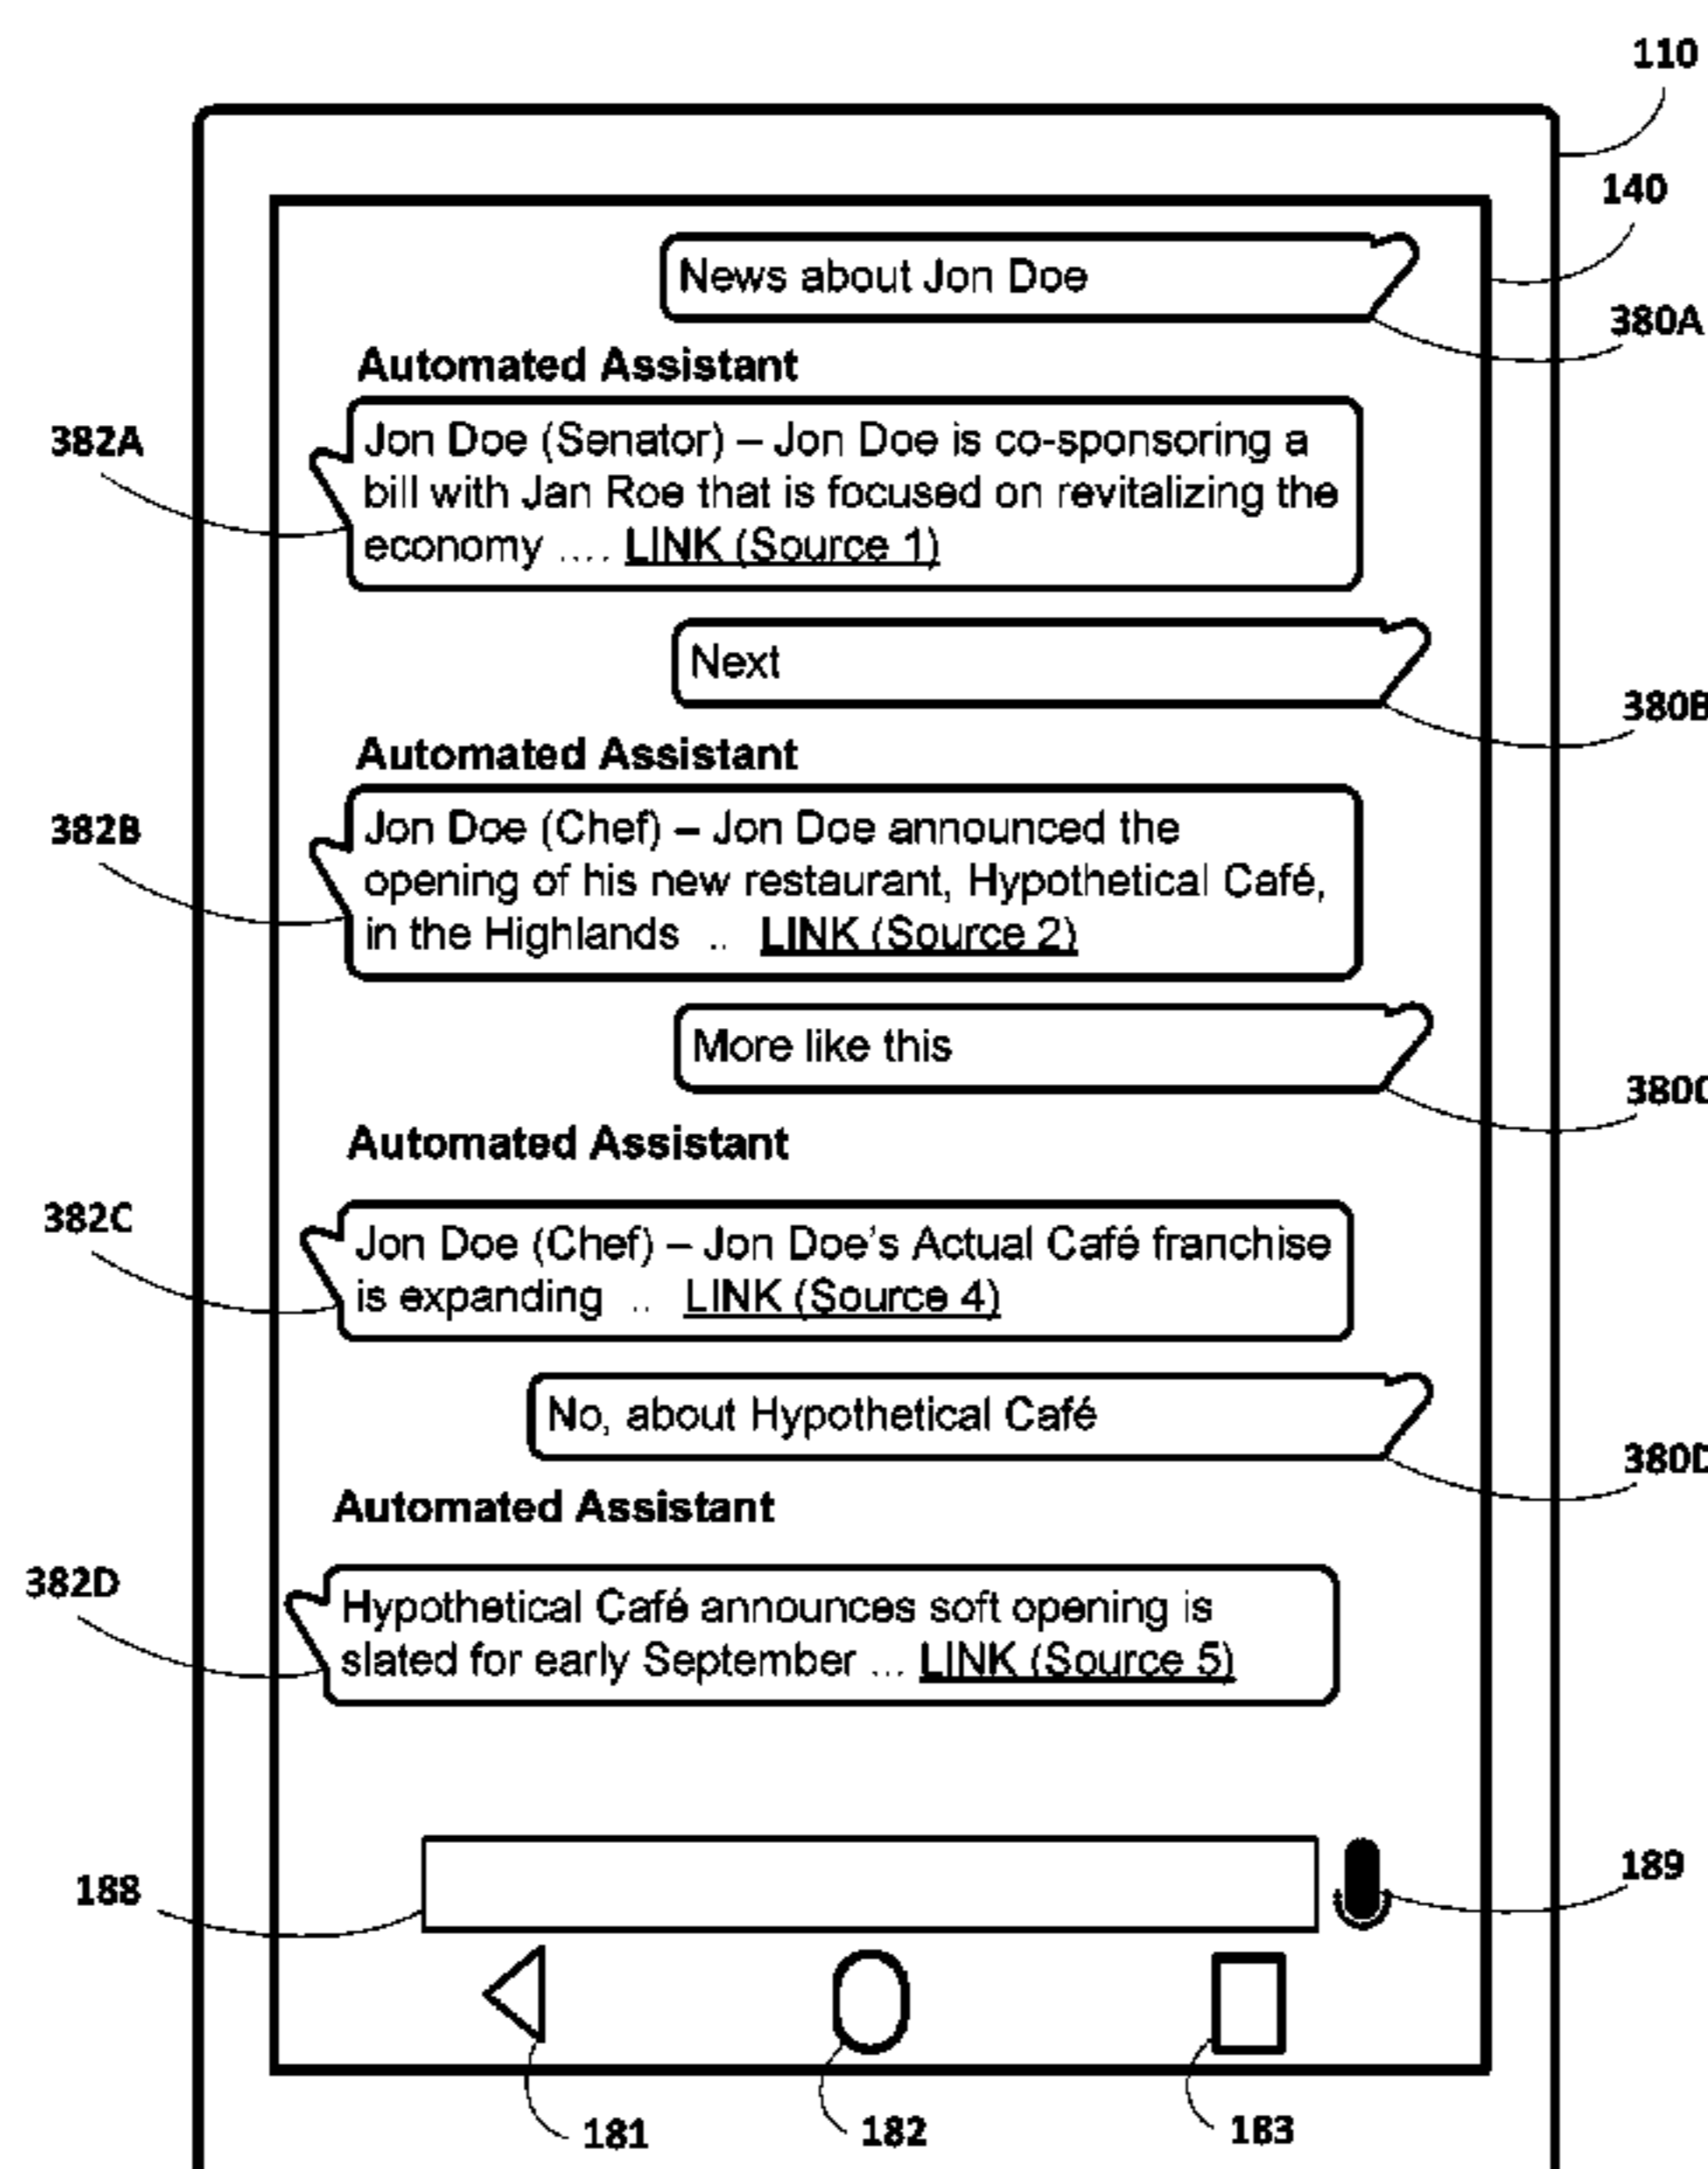 110
140
News about Jon Doe
380A
Automated Assistant
382A
Jon Doe (Senator) – Jon Doe is co-sponsoring a
bill with Jan Roe that is focused on revitalizing the
economy .... LINK (Source 1)
Next
380B
Automated Assistant
382B
Jon Doe (Chef) – Jon Doe announced the
opening of his new restaurant, Hypothetical Café,
in the Highlands .. LINK (Source 2)
More like this
380C
Automated Assistant
382C
Jon Doe (Chef) – Jon Doe's Actual Café franchise
is expanding .. LINK (Source 4)
No, about Hypothetical Café
380D
Automated Assistant
382D
Hypothetical Café announces soft opening is
slated for early September ... LINK (Source 5)
188
189
181
182
183